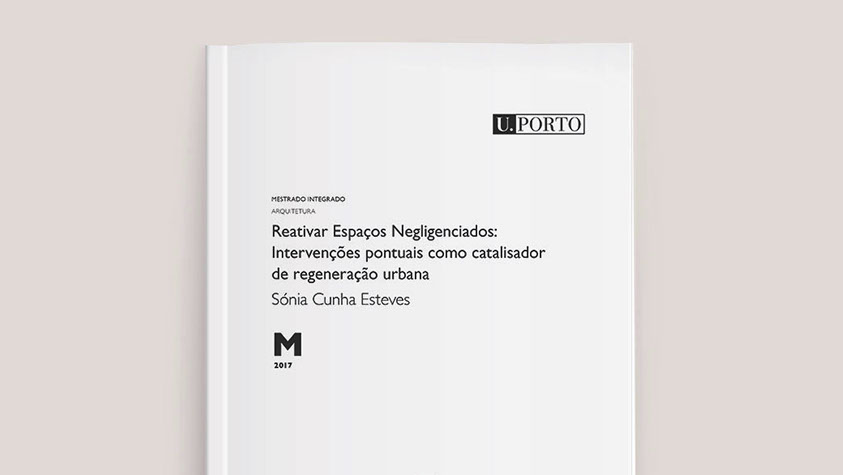 U. PORTO
MESTRADO INTEGRADO
ARQUITETURA
Reativar Espaços Negligenciados:
Intervenções pontuais como catalisador
de regeneração urbana
Sónia Cunha Esteves
M
2017